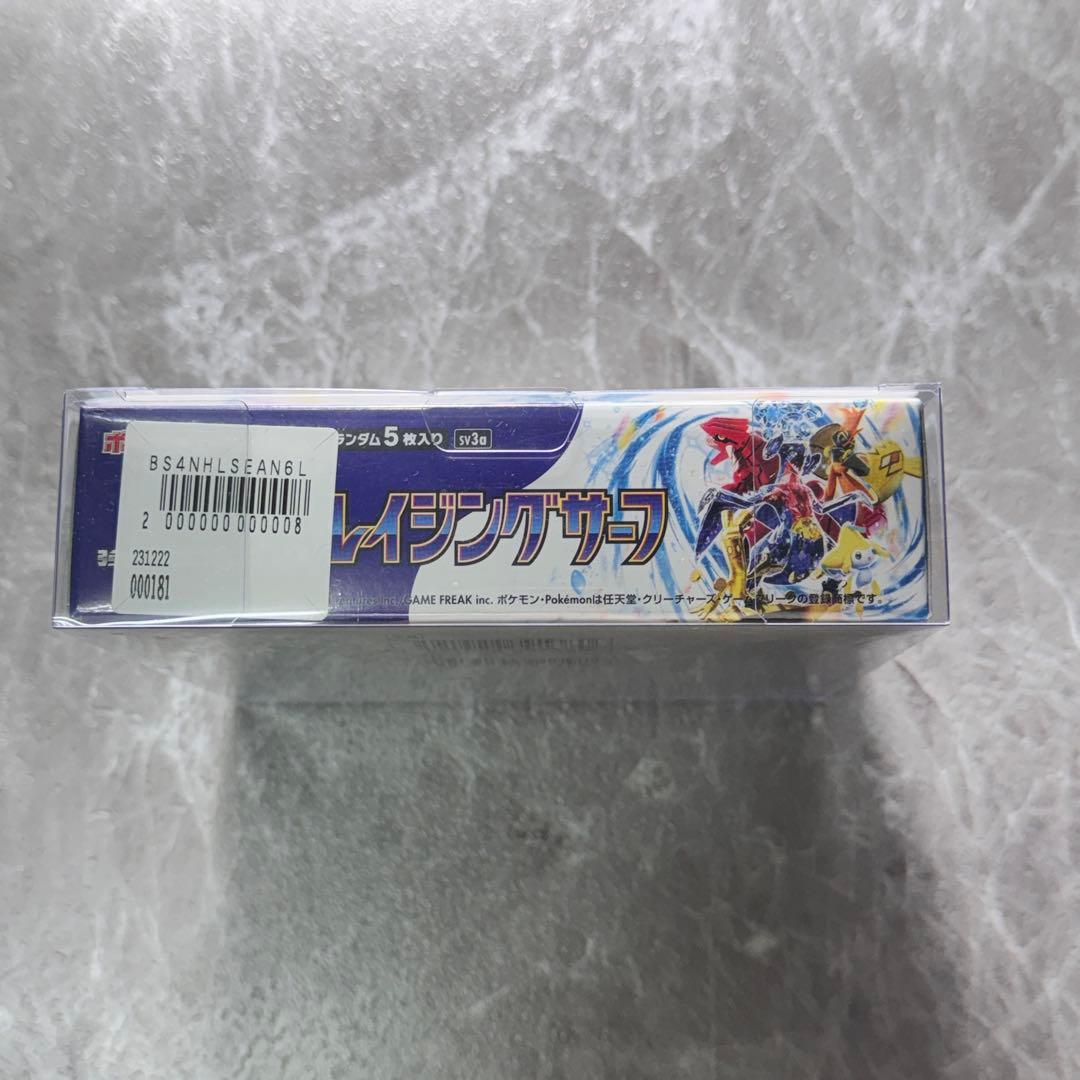 ポ
ランダム5枚入り sv3a
BS4NHLSEAN6L
2 000000 000008
231222
000181
レイジングサーフ
Inc./GAME FREAK inc. ポケモン・Pokémonは任天堂・クリーチャーズ・ゲームフリークの登録商標です。